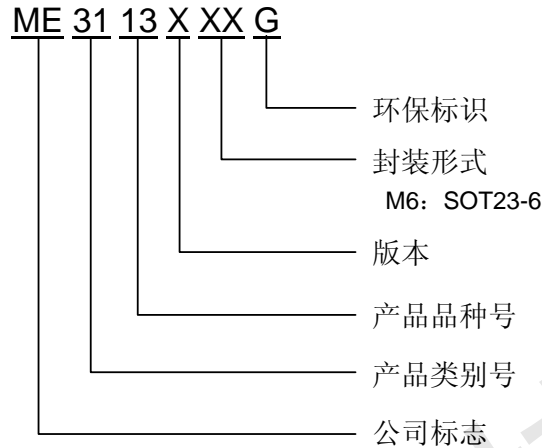 ME 31 13 X XX G
环保标识
封装形式
M6：SOT23-6
版本
产品品种号
产品类别号
公司标志